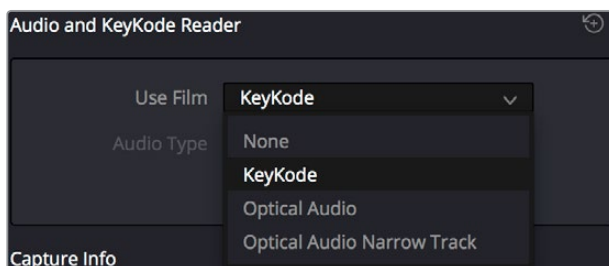 Audio and KeyKode Reader
Use Film KeyKode
Audio Type None
KeyKode
Optical Audio
Optical Audio Narrow Track
Capture Info